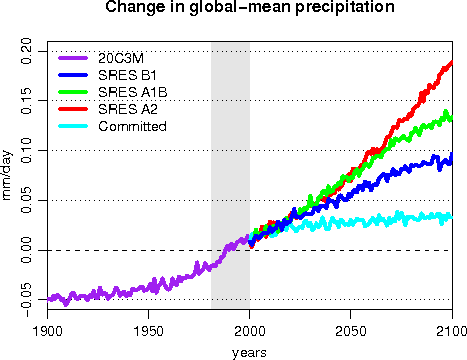 Change in global−mean precipitation
20C3M
SRES B1
SRES A1B
SRES A2
Committed
mm/day
0.20
0.15
0.10
0.05
0.00
−0.05
1900
1950
2000
2050
2100
years